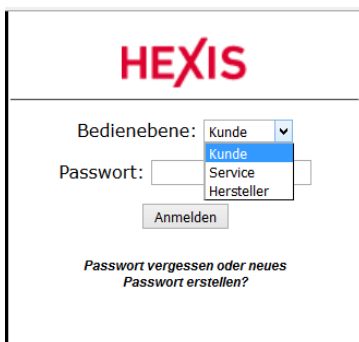 HEXIS
Bedienebene: Kunde
Kunde
Passwort: Service
Hersteller
Anmelden
Passwort vergessen oder neues
Passwort erstellen?